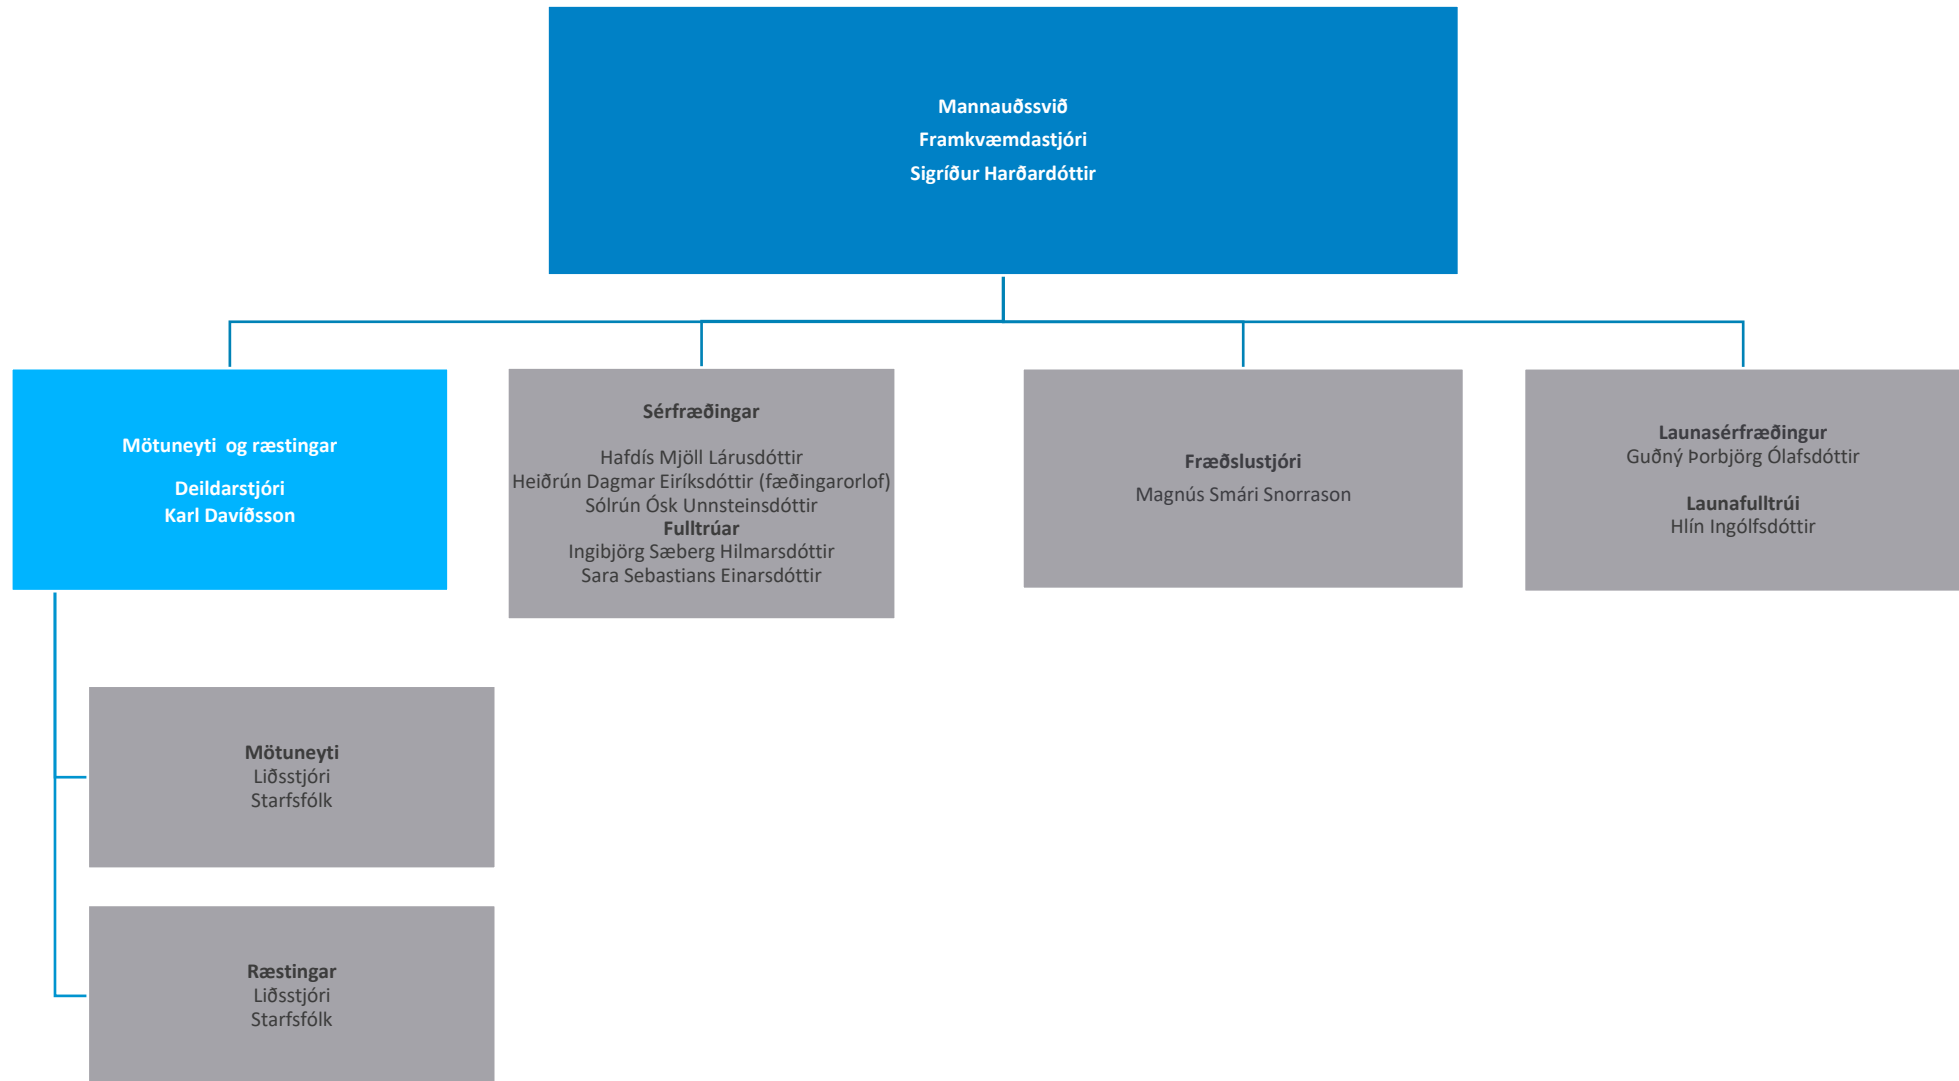 Mannauðssvið
Framkvæmdastjóri
Sigríður Harðardóttir
Mötuneyti og ræstingar
Deildarstjóri
Karl Davíðsson
Sérfræðingar
Hafdís Mjöll Lárusdóttir
Heiðrún Dagmar Eiríksdóttir (fæðingarorlof)
Sólrún Ósk Unnsteinsdóttir
Fulltrúar
Ingibjörg Sæberg Hilmarsdóttir
Sara Sebastians Einarsdóttir
Fræðslustjóri
Magnús Smári Snorrason
Launasérfræðingur
Guðný Þorbjörg Ólafsdóttir
Launafulltrúi
Hlín Ingólfsdóttir
Mötuneyti
Liðsstjóri
Starfsfólk
Ræstingar
Liðsstjóri
Starfsfólk